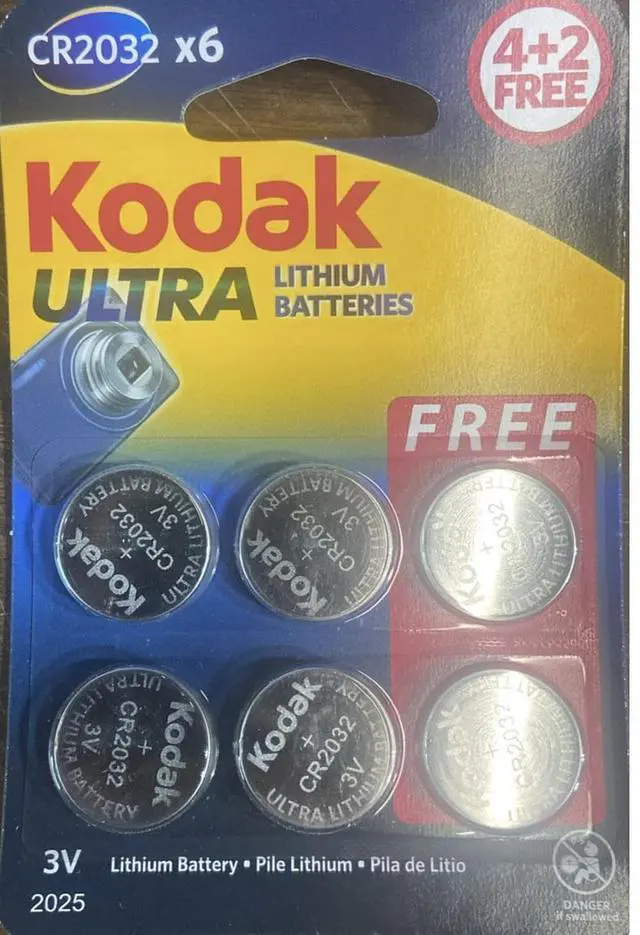 CR2032 x6
4+2
FREE
Kodak
ULTRA
LITHIUM
BATTERIES
FREE
Kodak
CR2032
3V
ULTRA LITHIUM BATTERY
Kodak
CR2032
3V
ULTRA LITHIUM BATTERY
2032
ULTRA LITHIUM BATTERY
Kodak
CR2032
3V
ULTRA LITHIUM BATTERY
Kodak
CR2032
3V
ULTRA LITHIUM BATTERY
Kodak
CR2032
3V Lithium Battery • Pile Lithium • Pila de Litio
2025
DANGER
if swallowed.